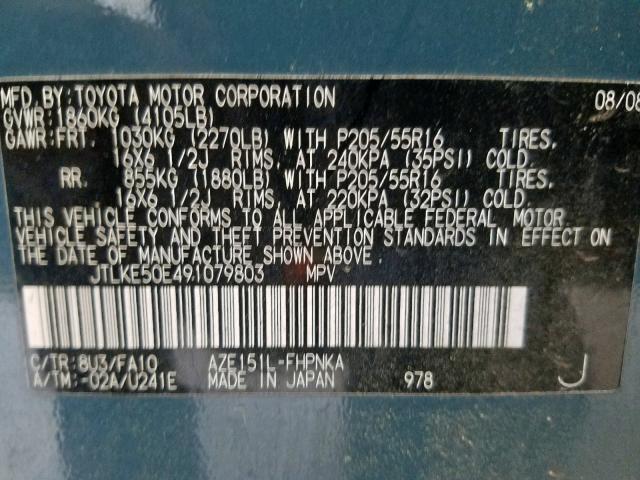 MFD. BY: TOYOTA MOTOR CORPORATION 08/08
GVWR: 1860KG (4105LB)
GAWR: FRT. 1030KG (2270LB) WITH P205/55R16 TIRES,
16X6 1/2J RIMS, AT 240KPA (35PSI) COLD.
RR. 855KG (1880LB) WITH P205/55R16 TIRES,
16X6 1/2J RIMS, AT 220KPA (32PSI) COLD.
THIS VEHICLE CONFORMS TO ALL APPLICABLE FEDERAL MOTOR
VEHICLE SAFETY AND THEFT PREVENTION STANDARDS IN EFFECT ON
THE DATE OF MANUFACTURE SHOWN ABOVE.
JTLKE50E491079803 MPV
C/TR: 8U3/FA10 AZE151L-FHPNKA
A/TM: -02A/U241E MADE IN JAPAN 978 J